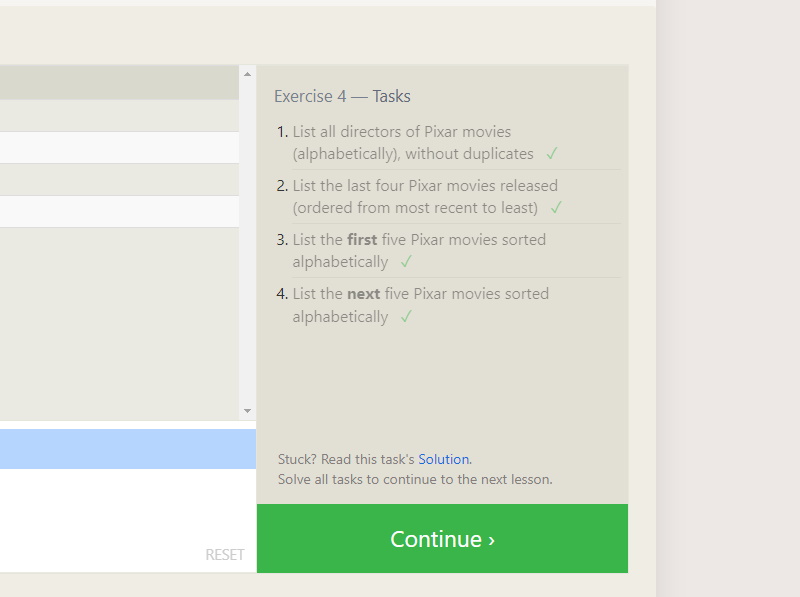 Exercise 4 — Tasks
1. List all directors of Pixar movies
(alphabetically), without duplicates ✓
2. List the last four Pixar movies released
(ordered from most recent to least) ✓
3. List the first five Pixar movies sorted
alphabetically ✓
4. List the next five Pixar movies sorted
alphabetically ✓
Stuck? Read this task's Solution.
Solve all tasks to continue to the next lesson.
RESET
Continue ›